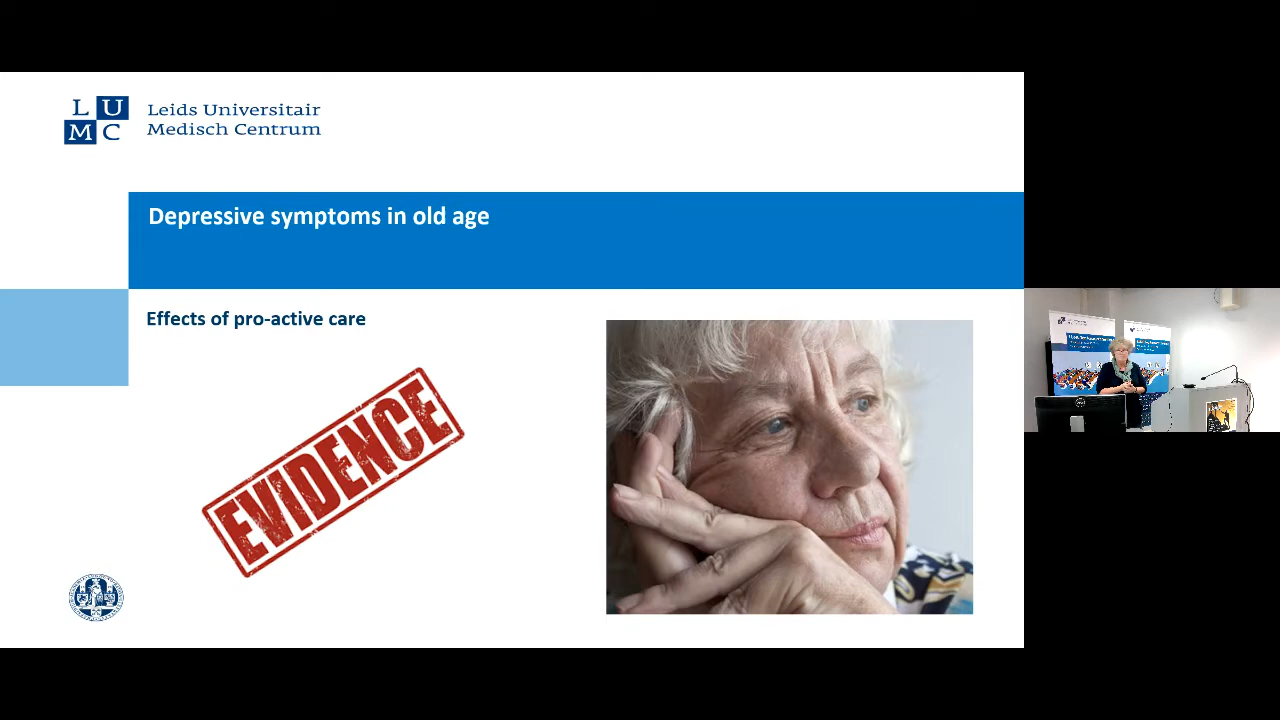 L U
M C
Leids Universitair
Medisch Centrum
Depressive symptoms in old age
Effects of pro-active care
EVIDENCE